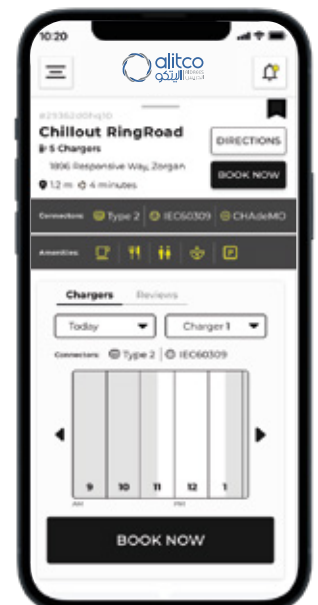 10:20
alitco
اليتكو
Chillout RingRoad
5 Chargers
DIRECTIONS
1896 Responsive Way, Zorgan
1.2 m 4 minutes
BOOK NOW
Connectors: Type 2 IEC60309 CHAdeMO
Amenities:
Chargers Reviews
Today Charger 1
Connectors: Type 2 IEC60309
9 10 11 12 1
AM PM
BOOK NOW